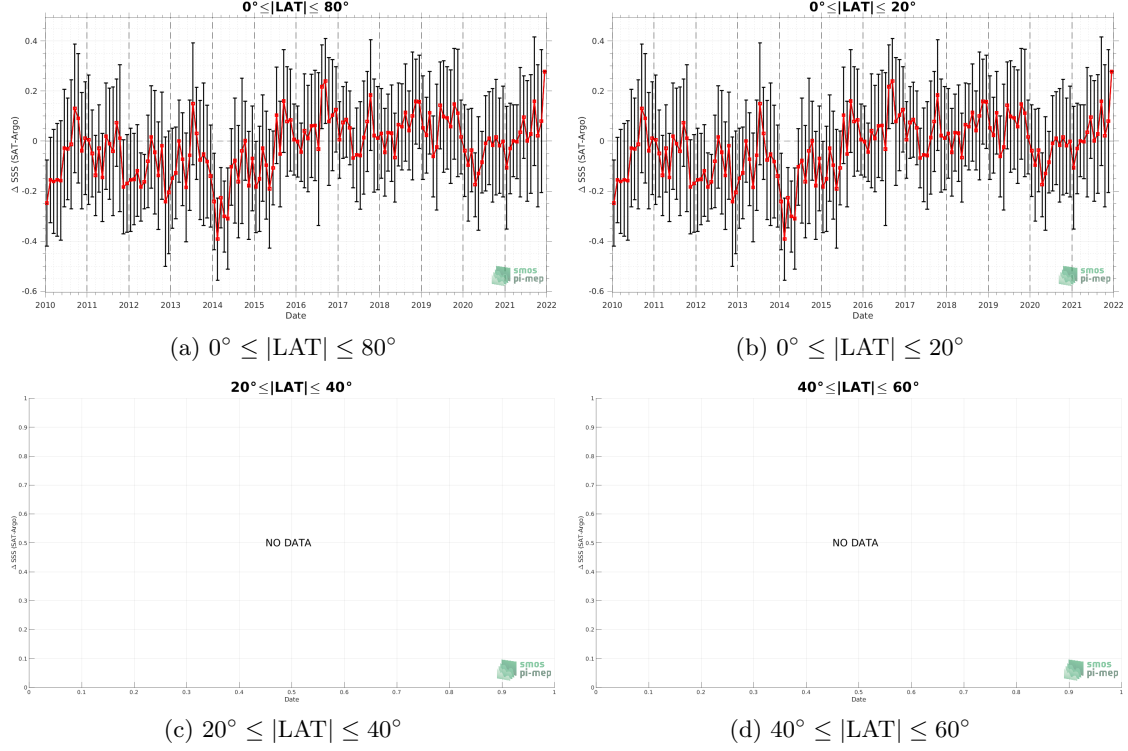 0°≤|LAT|≤ 80°
0.4
0.2
0
-0.2
-0.4
-0.6
Δ SSS (SAT-Argo)
2010 2011 2012 2013 2014 2015 2016 2017 2018 2019 2020 2021 2022
Date
smos
pi-mep
(a) 0° ≤ |LAT| ≤ 80°
0°≤|LAT|≤ 20°
0.4
0.2
0
-0.2
-0.4
-0.6
Δ SSS (SAT-Argo)
2010 2011 2012 2013 2014 2015 2016 2017 2018 2019 2020 2021 2022
Date
smos
pi-mep
(b) 0° ≤ |LAT| ≤ 20°
20°≤|LAT|≤ 40°
1
0.9
0.8
0.7
0.6
0.5
0.4
0.3
0.2
0.1
0
Δ SSS (SAT-Argo)
NO DATA
0 0.1 0.2 0.3 0.4 0.5 0.6 0.7 0.8 0.9 1
Date
smos
pi-mep
(c) 20° ≤ |LAT| ≤ 40°
40°≤|LAT|≤ 60°
1
0.9
0.8
0.7
0.6
0.5
0.4
0.3
0.2
0.1
0
Δ SSS (SAT-Argo)
NO DATA
0 0.1 0.2 0.3 0.4 0.5 0.6 0.7 0.8 0.9 1
Date
smos
pi-mep
(d) 40° ≤ |LAT| ≤ 60°